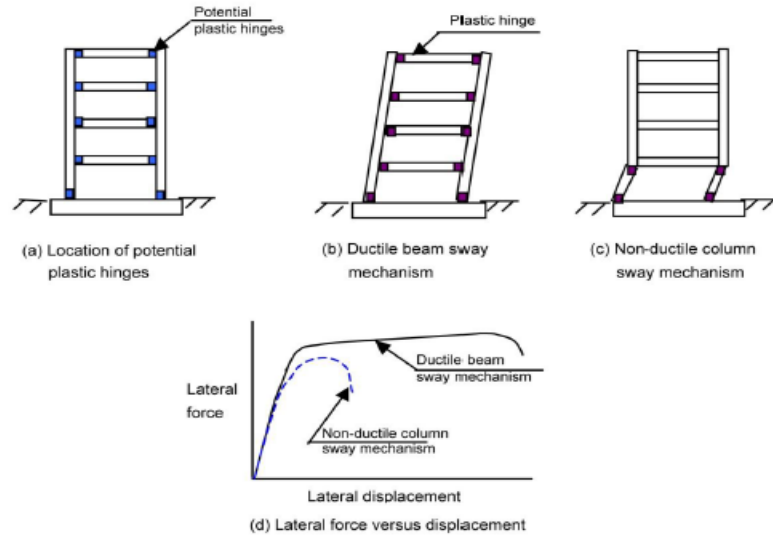 Potential
plastic hinges
Plastic hinge
(a) Location of potential
plastic hinges
(b) Ductile beam sway
mechanism
(c) Non-ductile column
sway mechanism
Lateral
force
Ductile beam
sway mechanism
Non-ductile column
sway mechanism
Lateral displacement
(d) Lateral force versus displacement